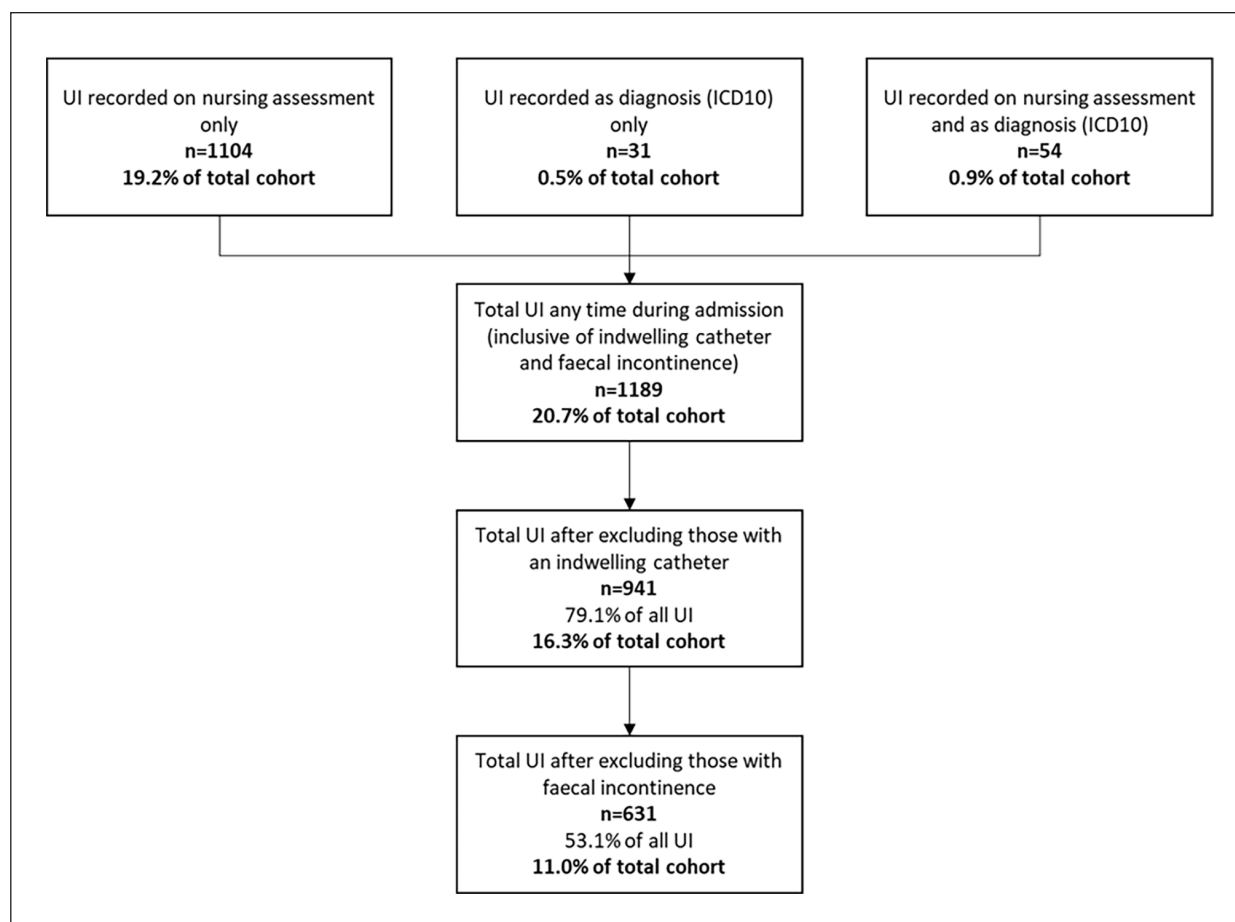 UI recorded on nursing assessment
only
n=1104
19.2% of total cohort
UI recorded as diagnosis (ICD10)
only
n=31
0.5% of total cohort
UI recorded on nursing assessment
and as diagnosis (ICD10)
n=54
0.9% of total cohort
Total UI any time during admission
(inclusive of indwelling catheter
and faecal incontinence)
n=1189
20.7% of total cohort
Total UI after excluding those with
an indwelling catheter
n=941
79.1% of all UI
16.3% of total cohort
Total UI after excluding those with
faecal incontinence
n=631
53.1% of all UI
11.0% of total cohort